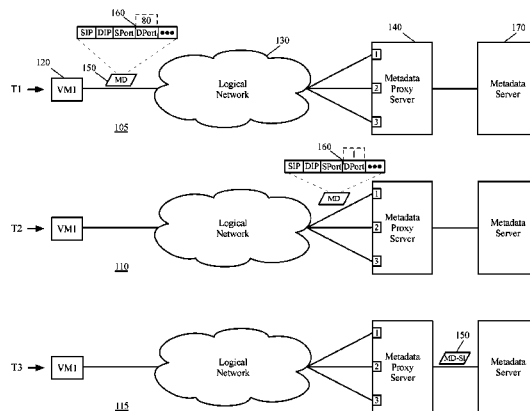 160
80
SIP DIP SPort DPort •••
120
150
MD
130
140
170
T1
VM1
Logical Network
1
2
3
Metadata Proxy Server
Metadata Server
105
160
1
SIP DIP SPort DPort •••
MD
T2
VM1
Logical Network
1
2
3
Metadata Proxy Server
Metadata Server
110
150
MD-SI
T3
VM1
Logical Network
1
2
3
Metadata Proxy Server
Metadata Server
115